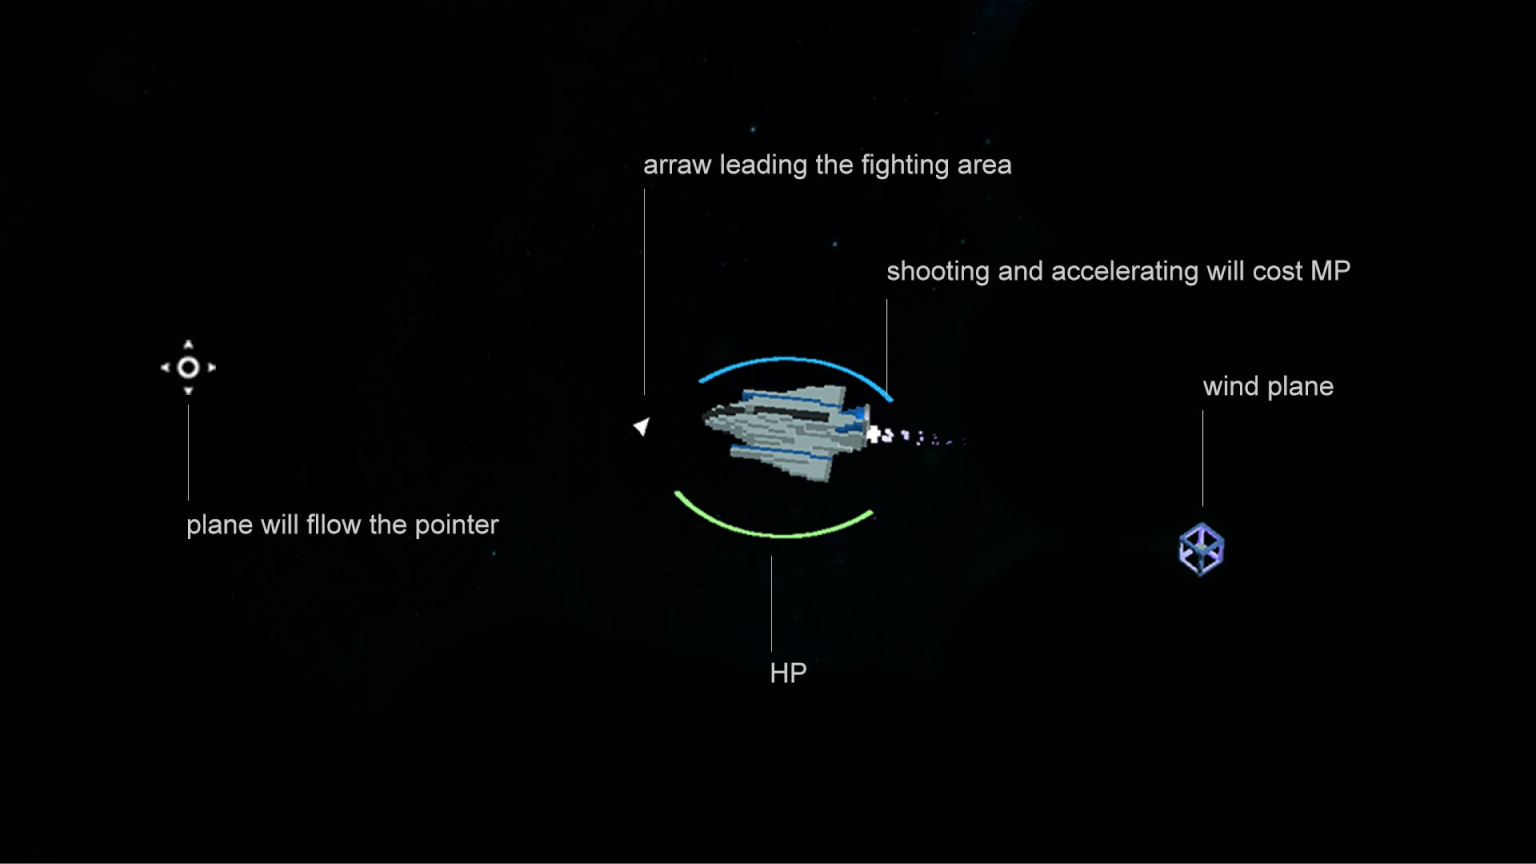 arraw leading the fighting area
shooting and accelerating will cost MP
wind plane
plane will fllow the pointer
HP